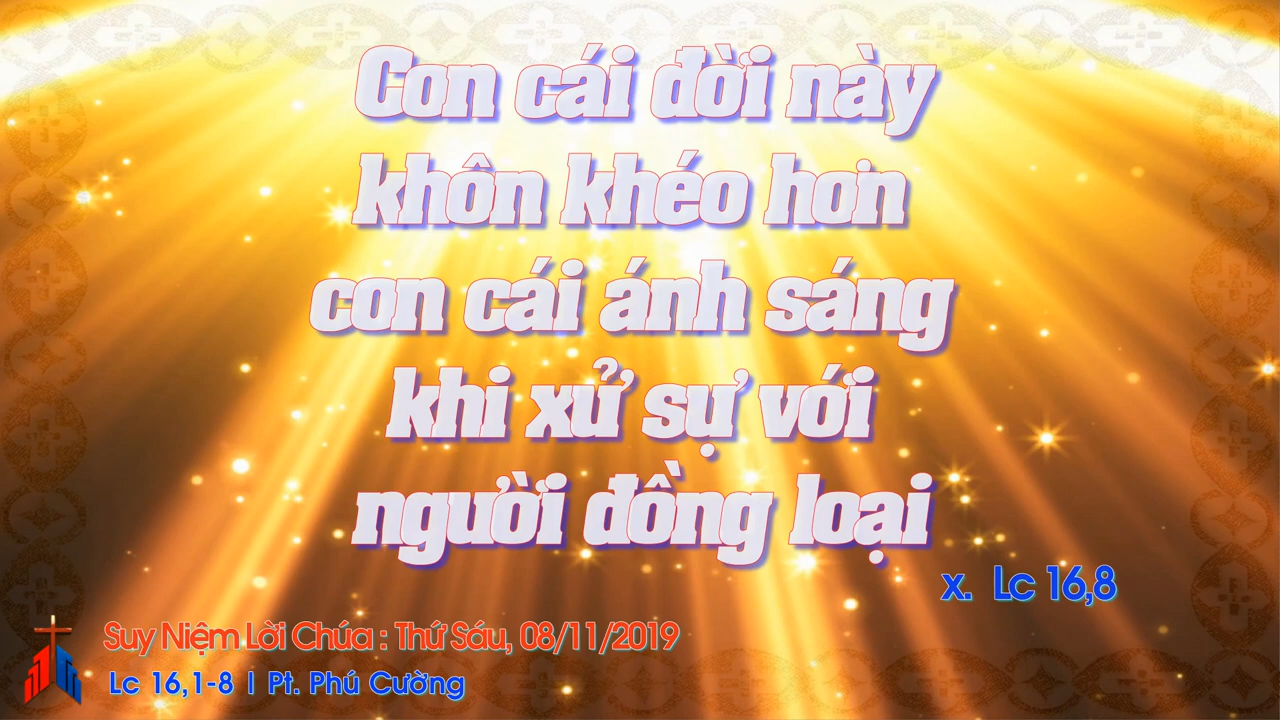 Con cái đời này
khôn khéo hơn
con cái ánh sáng
khi xử sự với
người đồng loại
x. Lc 16,8
Suy Niệm Lời Chúa : Thứ Sáu, 08/11/2019
Lc 16,1-8 | Pt. Phú Cường